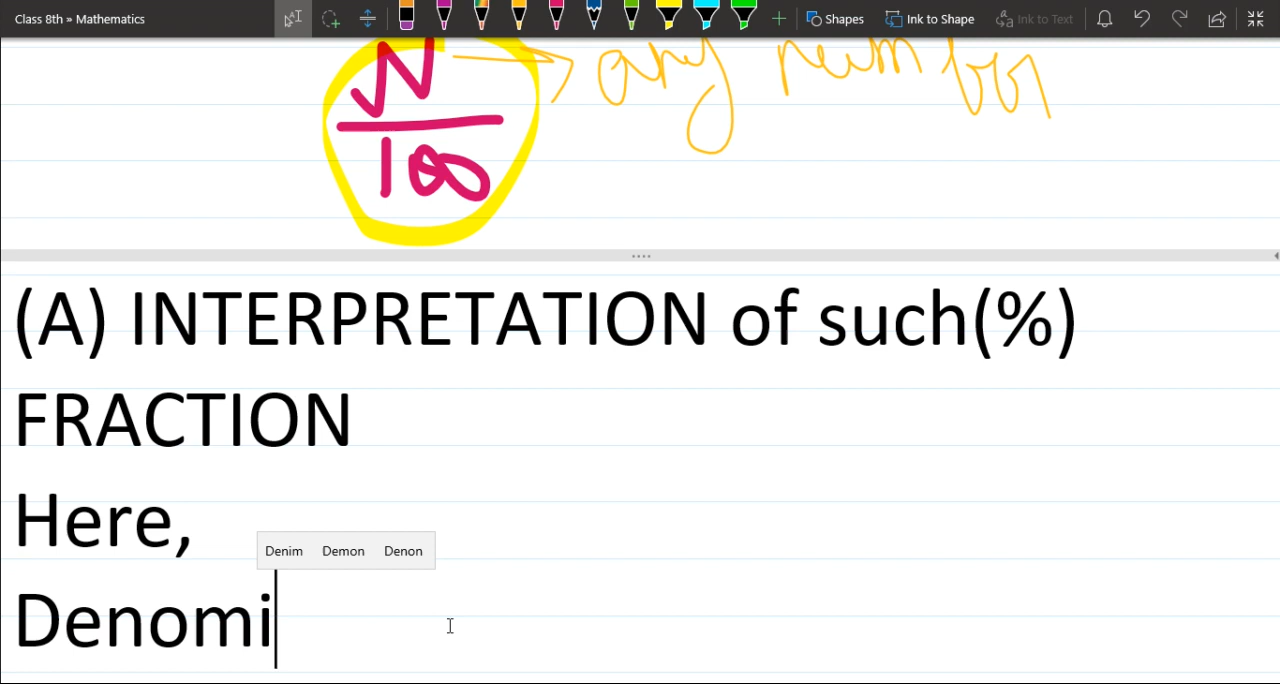 Class 8th » Mathematics
Shapes
Ink to Shape
Ink to Text
N
any number
100
(A) INTERPRETATION of such(%)
FRACTION
Here,
Denim Demon Denon
Denomi